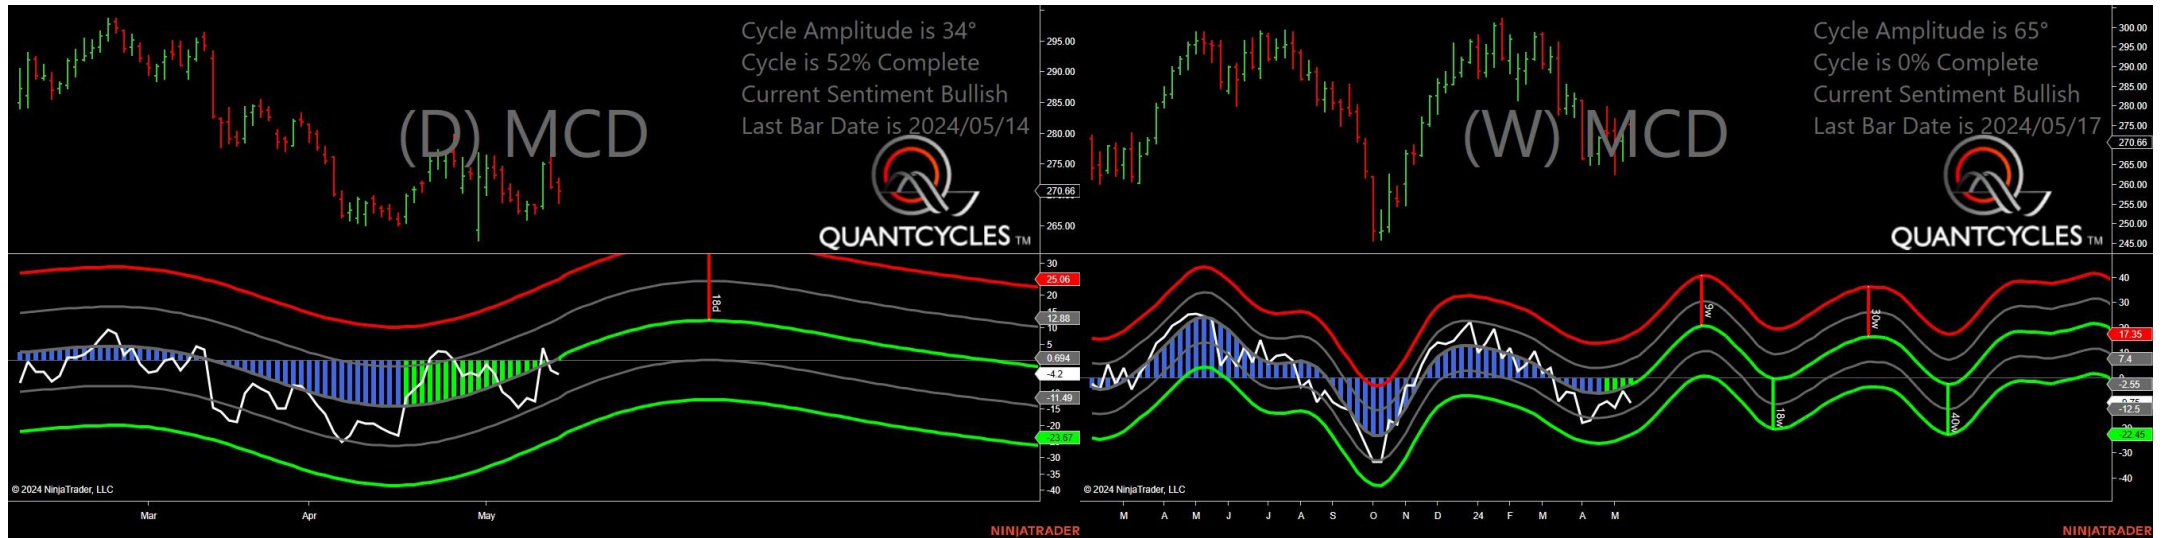 Cycle Amplitude is 34°
Cycle is 52% Complete
Current Sentiment Bullish
Last Bar Date is 2024/05/14
(D) MCD
QUANTCYCLES TM
295.00
290.00
285.00
280.00
275.00
270.66
265.00
30
25.06
20
15
12.88
10
5
0.694
-4.2
-11.49
-15
-20
-23.67
-30
-35
-40
18d
© 2024 NinjaTrader, LLC
Mar Apr May
NINJATRADER
Cycle Amplitude is 65°
Cycle is 0% Complete
Current Sentiment Bullish
Last Bar Date is 2024/05/17
(W) MCD
QUANTCYCLES TM
300.00
295.00
290.00
285.00
280.00
275.00
270.66
265.00
260.00
255.00
250.00
245.00
40
30
17.35
7.4
-2.55
-12.5
-22.45
-30
-40
9w
30w
18w
40w
© 2024 NinjaTrader, LLC
M A M J J A S O N D 24 F M A M
NINJATRADER